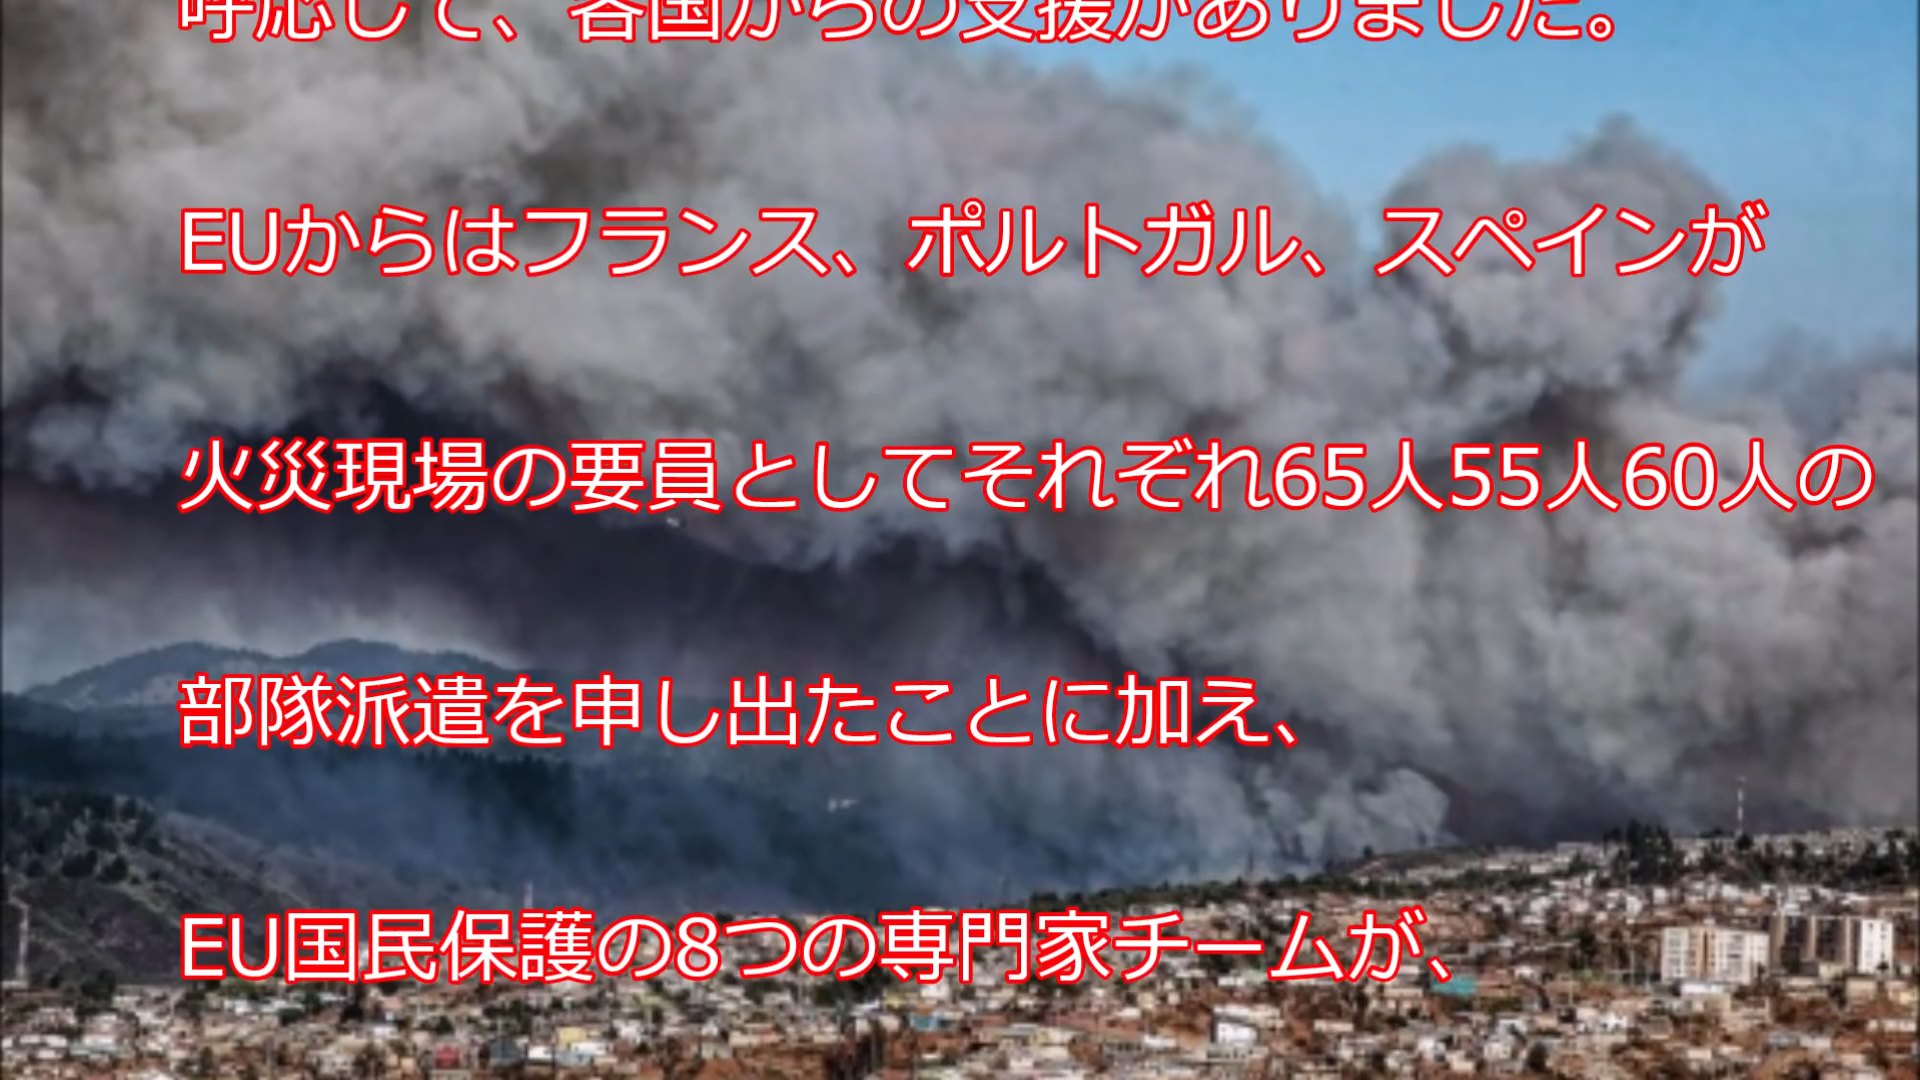 呼応して、各国からの支援がありました。
EUからはフランス、ポルトガル、スペインが
火災現場の要員としてそれぞれ65人55人60人の
部隊派遣を申し出たことに加え、
EU国民保護の8つの専門家チームが、